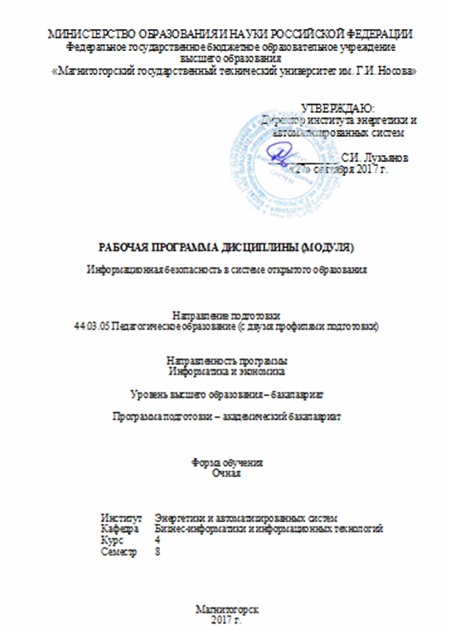 МИНИСТЕРСТВО ОБРАЗОВАНИЯ И НАУКИ РОССИЙСКОЙ ФЕДЕРАЦИИ
Федеральное государственное бюджетное образовательное учреждение
высшего образования
«Магнитогорский государственный технический университет им. Г.И. Носова»
УТВЕРЖДАЮ:
Директор института энергетики и
автоматизированных систем
С.И. Лукьянов
сентября 2017 г.
РАБОЧАЯ ПРОГРАММА ДИСЦИПЛИНЫ (МОДУЛЯ)
Информационная безопасность в системе открытого образования
Направление подготовки
44.03.05 Педагогическое образование (с двумя профилями подготовки)
Направленность программы
Информатика и экономика
Уровень высшего образования – бакалавриат
Программа подготовки – академический бакалавриат
Форма обучения
Очная
Институт Энергетики и автоматизированных систем
Кафедра Бизнес-информатики и информационных технологий
Курс 4
Семестр 8
Магнитогорск
2017 г.